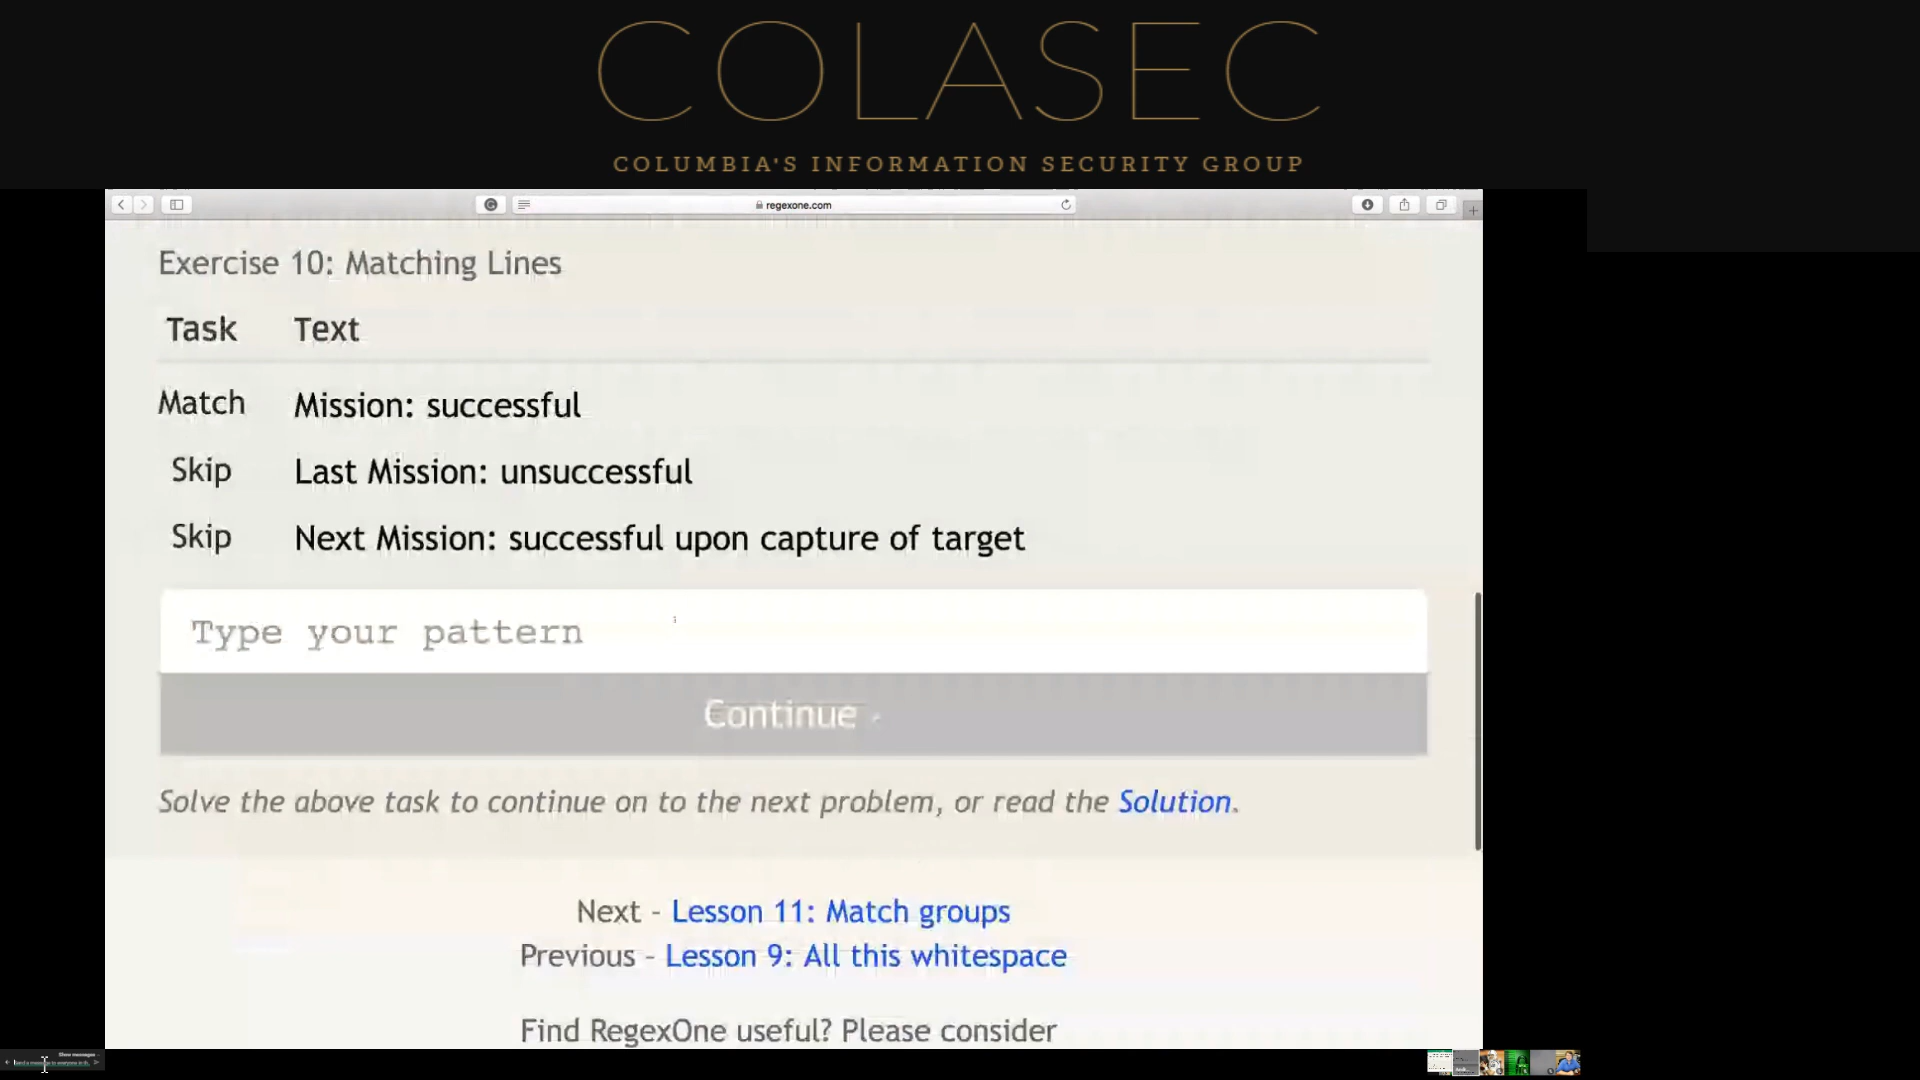 COLASEC
COLUMBIA'S INFORMATION SECURITY GROUP
regexone.com
Exercise 10: Matching Lines
Task Text
Match Mission: successful
Skip Last Mission: unsuccessful
Skip Next Mission: successful upon capture of target
Type your pattern
Continue
Solve the above task to continue on to the next problem, or read the Solution.
Next - Lesson 11: Match groups
Previous - Lesson 9: All this whitespace
Find RegexOne useful? Please consider
Show messages